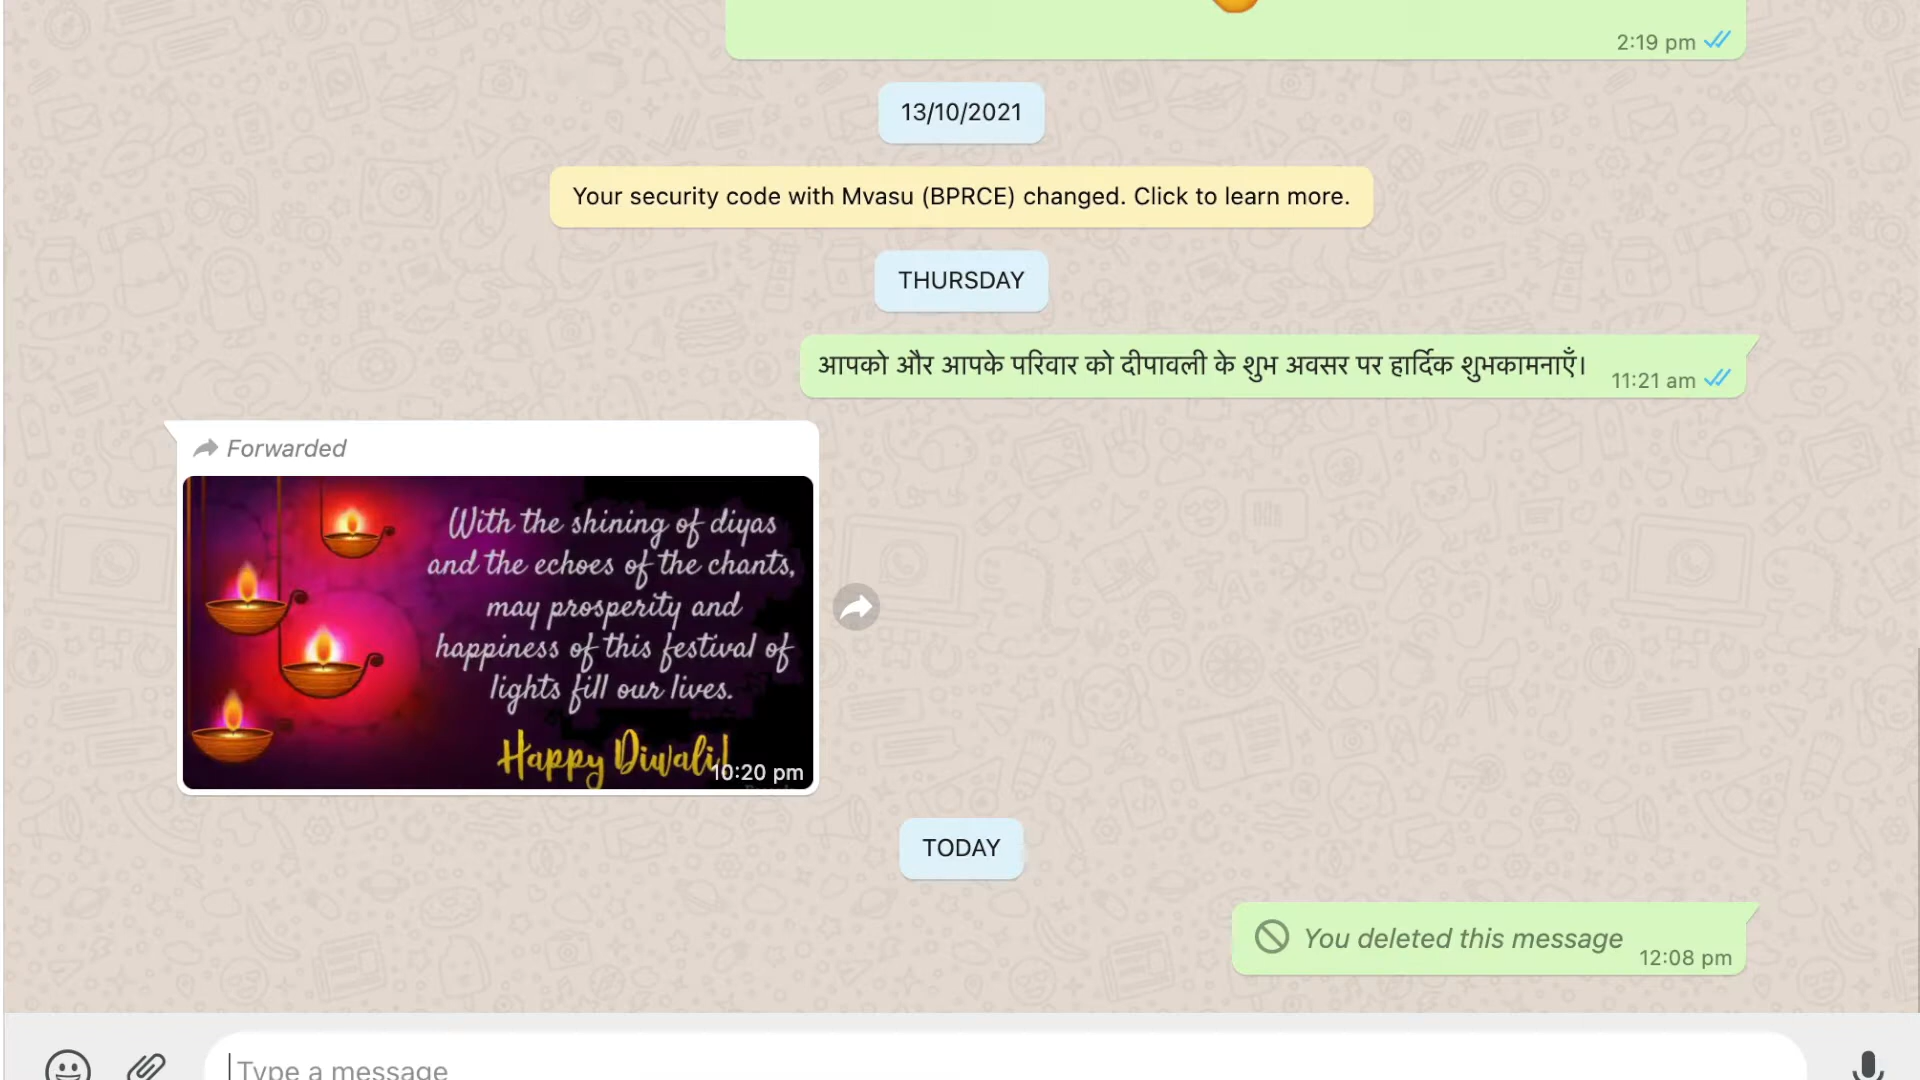 2:19 pm
13/10/2021
Your security code with Mvasu (BPRCE) changed. Click to learn more.
THURSDAY
आपको और आपके परिवार को दीपावली के शुभ अवसर पर हार्दिक शुभकामनाएँ।
11:21 am
Forwarded
With the shining of diyas
and the echoes of the chants,
may prosperity and
happiness of this festival of
lights fill our lives.
Happy Diwali!
10:20 pm
TODAY
You deleted this message
12:08 pm
Type a message